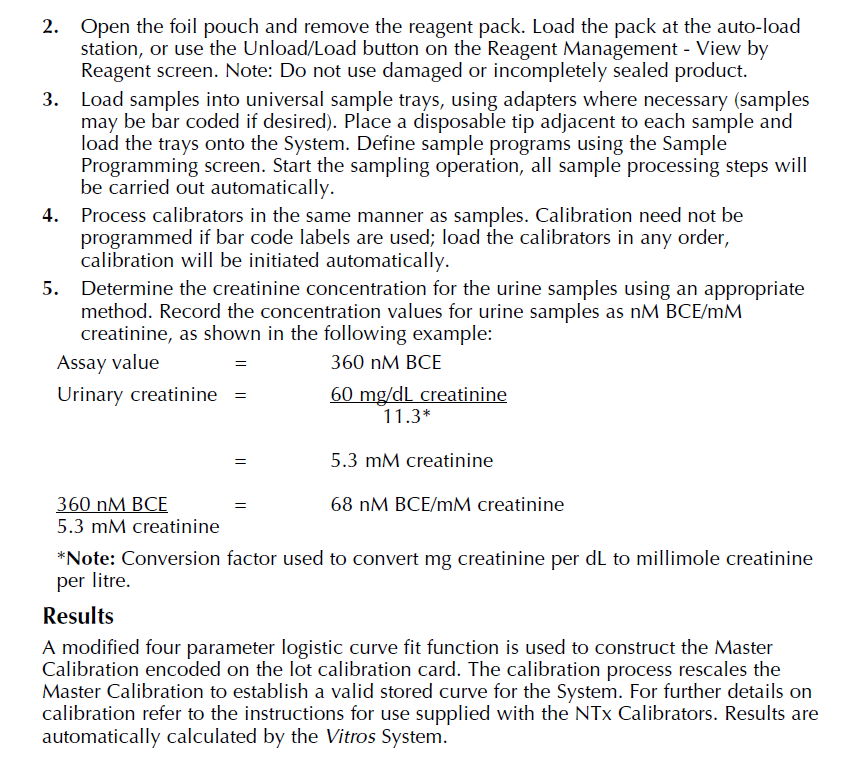 2. Open the foil pouch and remove the reagent pack. Load the pack at the auto-load
station, or use the Unload/Load button on the Reagent Management - View by
Reagent screen. Note: Do not use damaged or incompletely sealed product.
3. Load samples into universal sample trays, using adapters where necessary (samples
may be bar coded if desired). Place a disposable tip adjacent to each sample and
load the trays onto the System. Define sample programs using the Sample
Programming screen. Start the sampling operation, all sample processing steps will
be carried out automatically.
4. Process calibrators in the same manner as samples. Calibration need not be
programmed if bar code labels are used; load the calibrators in any order,
calibration will be initiated automatically.
5. Determine the creatinine concentration for the urine samples using an appropriate
method. Record the concentration values for urine samples as nM BCE/mM
creatinine, as shown in the following example:
Assay value = 360 nM BCE
Urinary creatinine = 60 mg/dL creatinine
11.3*
= 5.3 mM creatinine
360 nM BCE = 68 nM BCE/mM creatinine
5.3 mM creatinine
*Note: Conversion factor used to convert mg creatinine per dL to millimole creatinine
per litre.
Results
A modified four parameter logistic curve fit function is used to construct the Master
Calibration encoded on the lot calibration card. The calibration process rescales the
Master Calibration to establish a valid stored curve for the System. For further details on
calibration refer to the instructions for use supplied with the NTx Calibrators. Results are
automatically calculated by the Vitros System.